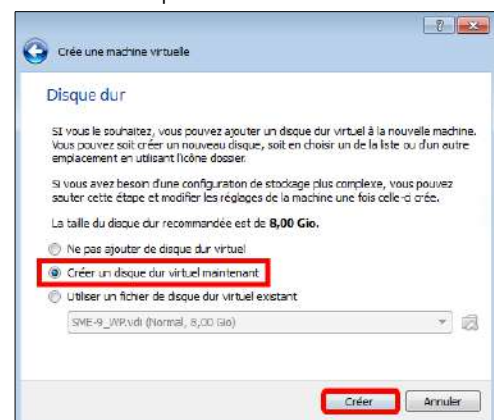 Crée une machine virtuelle
Disque dur
SI vous le souhaitez, vous pouvez ajouter un disque dur virtuel à la nouvelle machine.
Vous pouvez soit créer un nouveau disque, soit en choisir un de la liste ou d'un autre
emplacement en utilisant l'icône dossier.
Si vous avez besoin d'une configuration de stockage plus complexe, vous pouvez
sauter cette étape et modifier les réglages de la machine une fois celle-ci crée.
La taille du disque dur recommandée est de 8,00 Gio.
Ne pas ajouter de disque dur virtuel
Créer un disque dur virtuel maintenant
Utiliser un fichier de disque dur virtuel existant
SME-9_WP.vdi (Normal, 8,00 Gio)
Créer Annuler